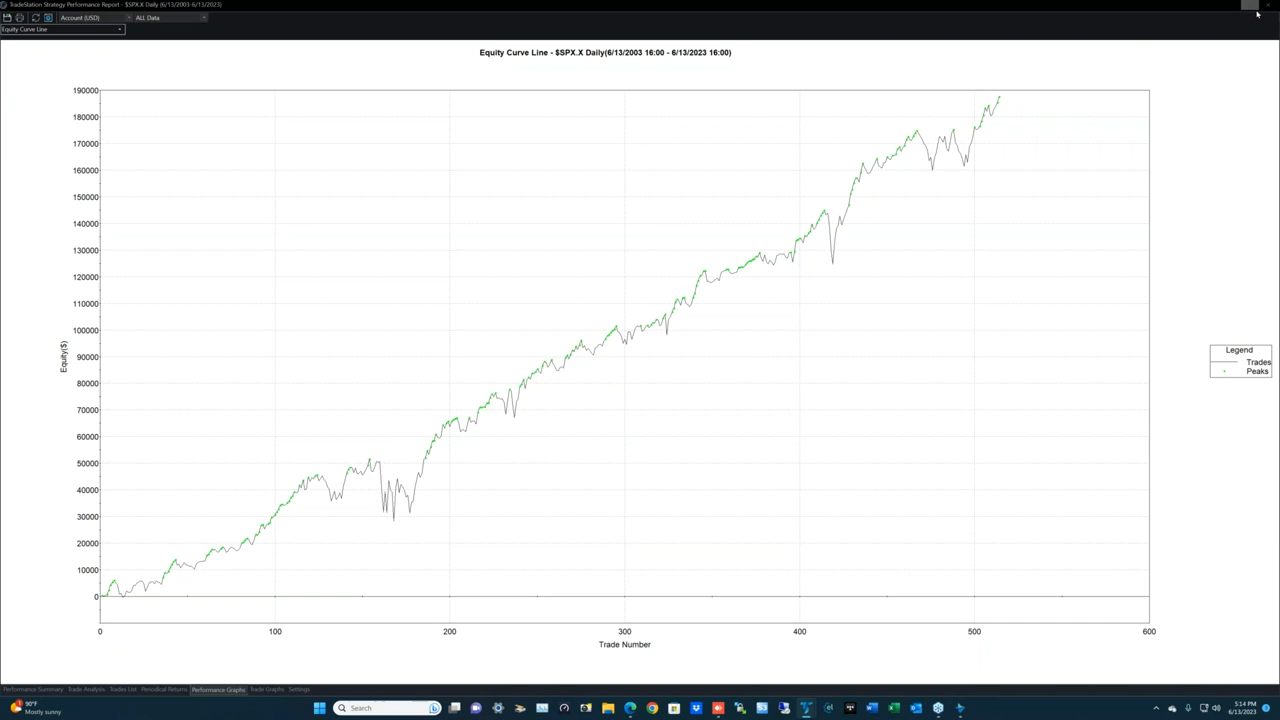 TradeStation Strategy Performance Report - $SPX.X Daily (6/13/2003-6/13/2023)
Account (USD) ALL Data
Equity Curve Line
Equity Curve Line - $SPX.X Daily(6/13/2003 16:00 - 6/13/2023 16:00)
190000
180000
170000
160000
150000
140000
130000
120000
110000
100000
90000
80000
70000
60000
50000
40000
30000
20000
10000
0
Equity($)
Legend
Trades
Peaks
0 100 200 300 400 500 600
Trade Number
Performance Summary Trade Analysis Trades List Periodical Returns Performance Graphs Trade Graphs Settings
90°F
Mostly sunny
Search
5:14 PM
6/13/2023